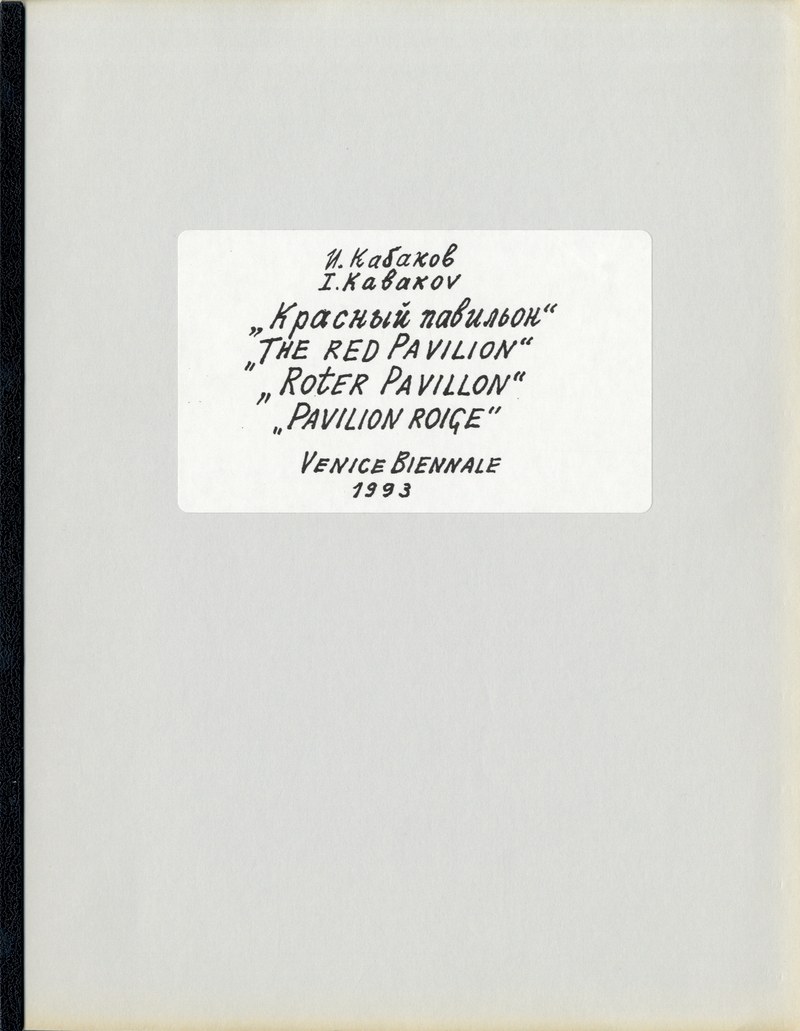 И. Кабаков
I. Kabakov
„Красный павильон“
„The red Pavilion“
„Roter Pavillon“
„Pavilion roige“
Venice Biennale
1993